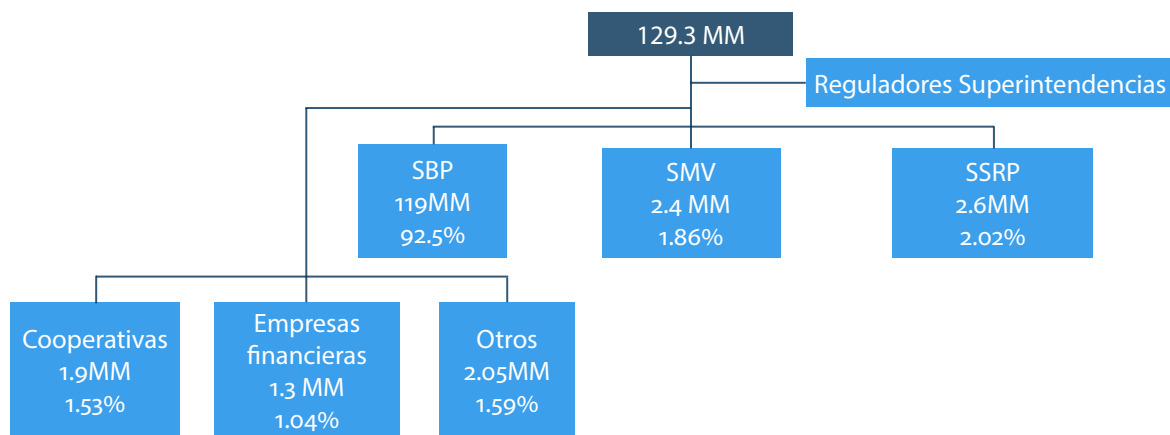 129.3 MM
Reguladores Superintendencias
SBP
119MM
92.5%
SMV
2.4 MM
1.86%
SSRP
2.6MM
2.02%
Cooperativas
1.9MM
1.53%
Empresas
financieras
1.3 MM
1.04%
Otros
2.05MM
1.59%